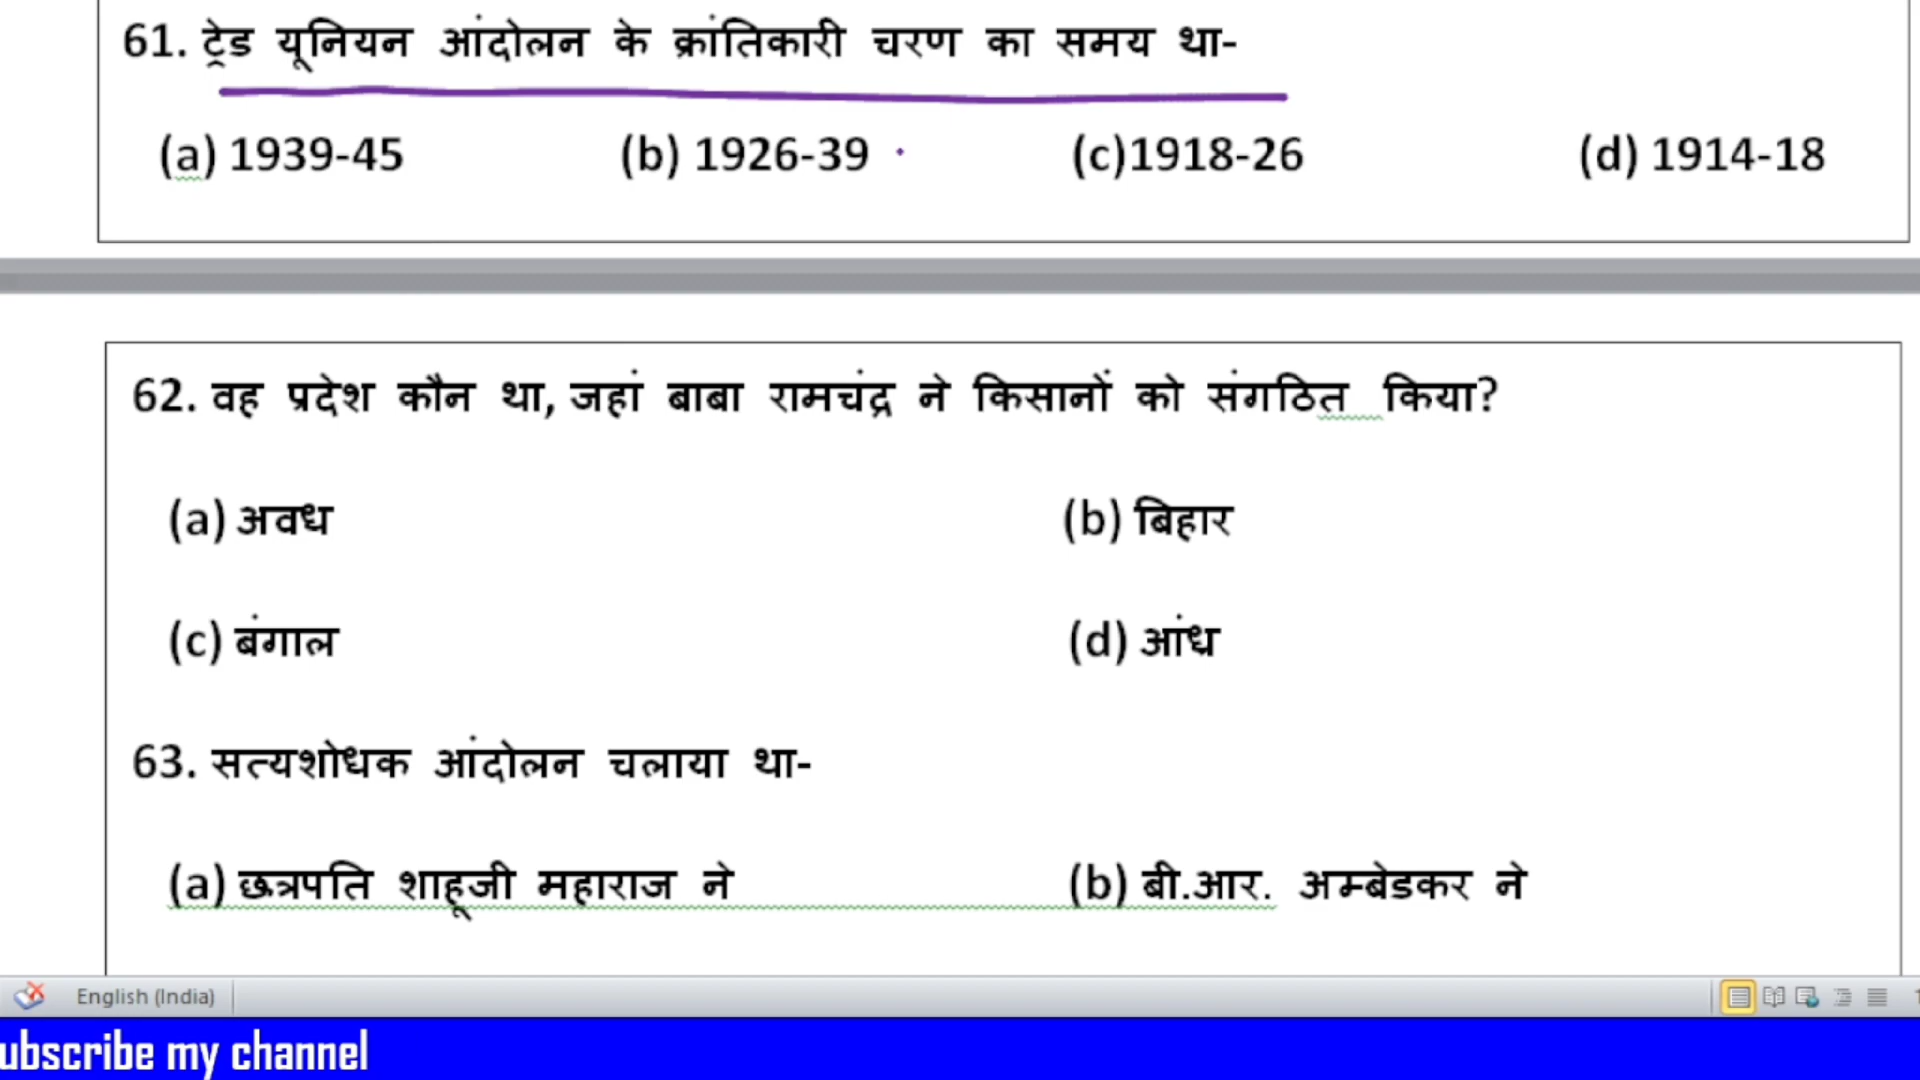 61. ट्रेड यूनियन आंदोलन के क्रांतिकारी चरण का समय था-
(a) 1939-45 (b) 1926-39 (c)1918-26 (d) 1914-18
62. वह प्रदेश कौन था, जहां बाबा रामचंद्र ने किसानों को संगठित किया?
(a) अवध (b) बिहार
(c) बंगाल (d) आंध्र
63. सत्यशोधक आंदोलन चलाया था-
(a) छत्रपति शाहूजी महाराज ने (b) बी.आर. अम्बेडकर ने
English (India)
ubscribe my channel